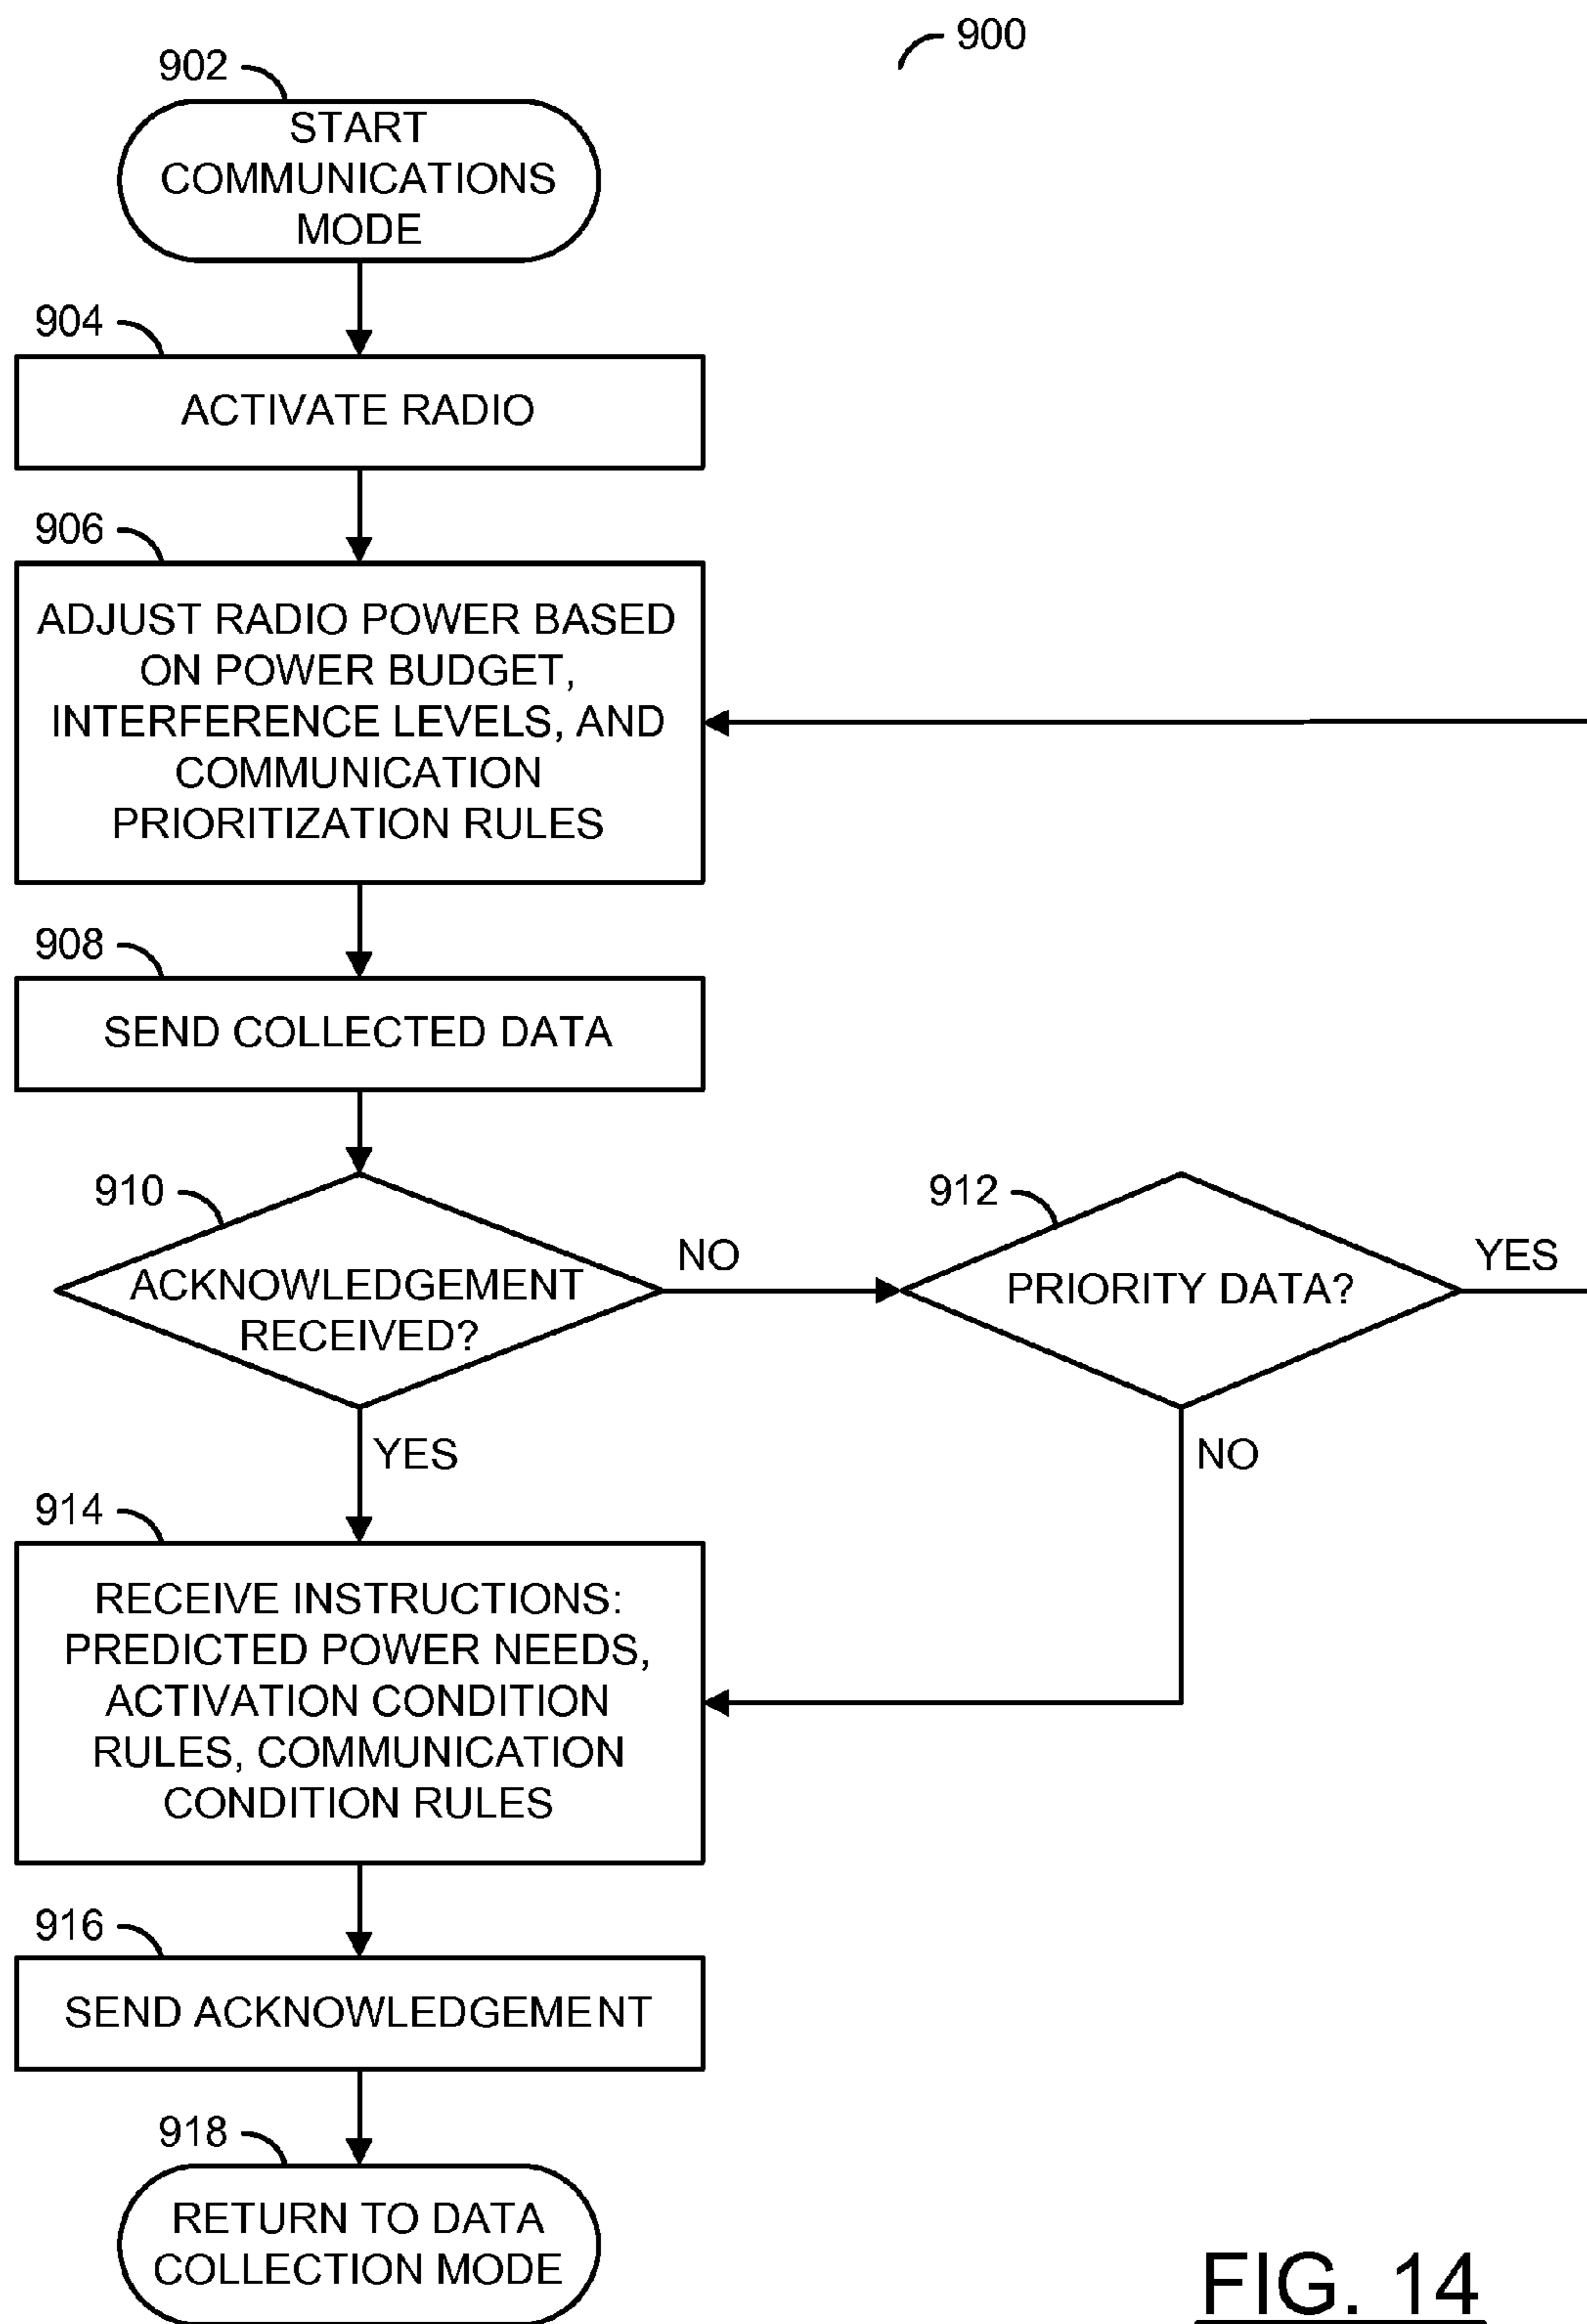 900
902
START
COMMUNICATIONS
MODE
904
ACTIVATE RADIO
906
ADJUST RADIO POWER BASED
ON POWER BUDGET,
INTERFERENCE LEVELS, AND
COMMUNICATION
PRIORITIZATION RULES
908
SEND COLLECTED DATA
910
ACKNOWLEDGEMENT
RECEIVED?
NO
912
PRIORITY DATA?
YES
YES
NO
914
RECEIVE INSTRUCTIONS:
PREDICTED POWER NEEDS,
ACTIVATION CONDITION
RULES, COMMUNICATION
CONDITION RULES
916
SEND ACKNOWLEDGEMENT
918
RETURN TO DATA
COLLECTION MODE
FIG. 14